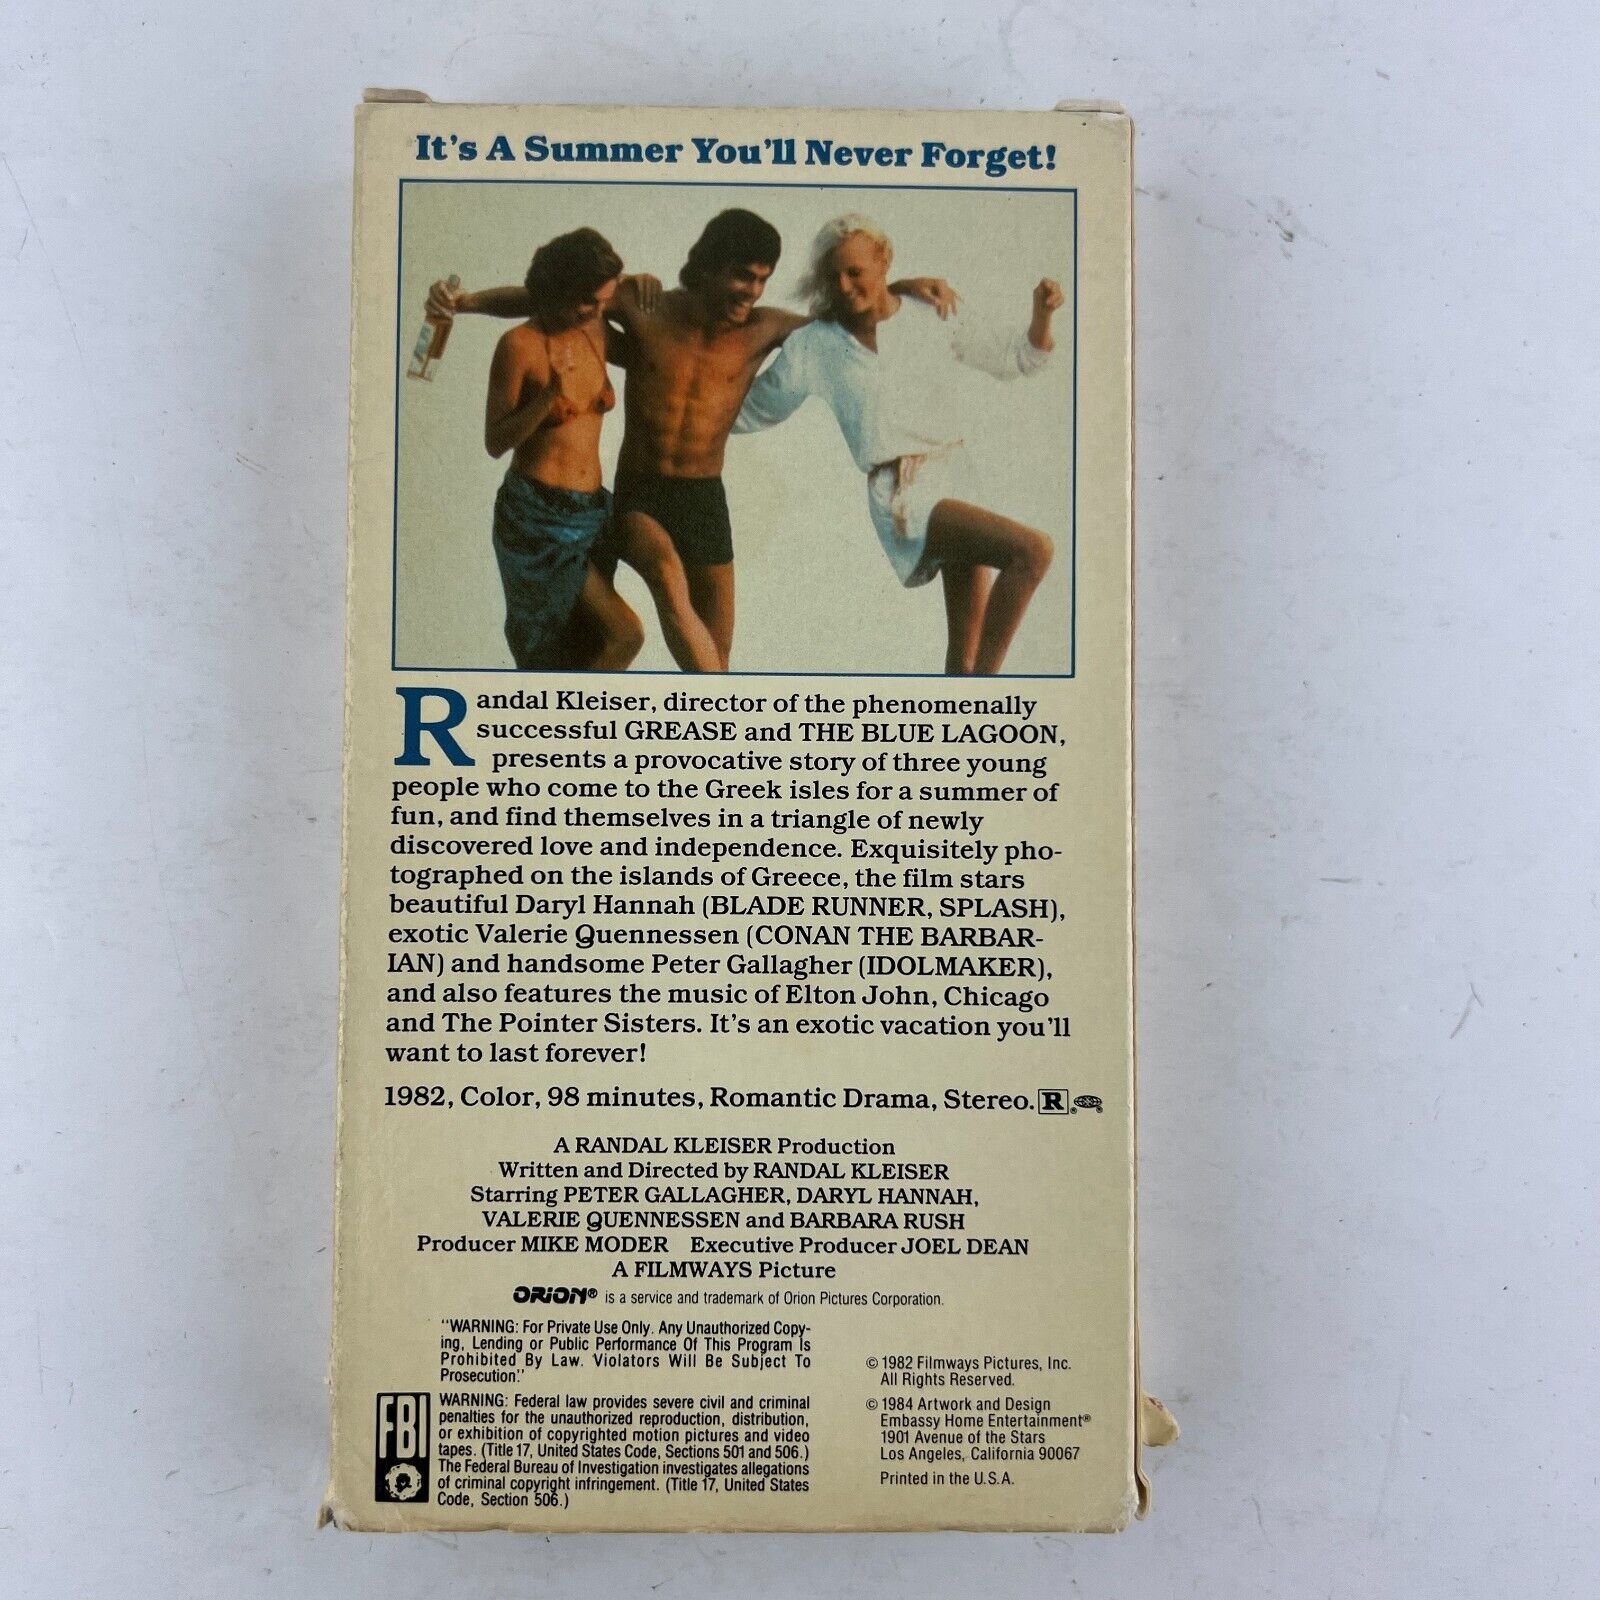 It's A Summer You'll Never Forget!
Randal Kleiser, director of the phenomenally
successful GREASE and THE BLUE LAGOON,
presents a provocative story of three young
people who come to the Greek isles for a summer of
fun, and find themselves in a triangle of newly
discovered love and independence. Exquisitely pho-
tographed on the islands of Greece, the film stars
beautiful Daryl Hannah (BLADE RUNNER, SPLASH),
exotic Valerie Quennessen (CONAN THE BARBAR-
IAN) and handsome Peter Gallagher (IDOLMAKER),
and also features the music of Elton John, Chicago
and The Pointer Sisters. It's an exotic vacation you'll
want to last forever!
1982, Color, 98 minutes, Romantic Drama, Stereo. R ®
A RANDAL KLEISER Production
Written and Directed by RANDAL KLEISER
Starring PETER GALLAGHER, DARYL HANNAH,
VALERIE QUENNESSEN and BARBARA RUSH
Producer MIKE MODER Executive Producer JOEL DEAN
A FILMWAYS Picture
ORION® is a service and trademark of Orion Pictures Corporation.
"WARNING: For Private Use Only. Any Unauthorized Copy-
ing, Lending or Public Performance Of This Program Is
Prohibited By Law. Violators Will Be Subject To
Prosecution."
FBI
WARNING: Federal law provides severe civil and criminal
penalties for the unauthorized reproduction, distribution,
or exhibition of copyrighted motion pictures and video
tapes. (Title 17, United States Code, Sections 501 and 506.)
The Federal Bureau of Investigation investigates allegations
of criminal copyright infringement. (Title 17, United States
Code, Section 506.)
© 1982 Filmways Pictures, Inc.
All Rights Reserved.
© 1984 Artwork and Design
Embassy Home Entertainment®
1901 Avenue of the Stars
Los Angeles, California 90067
Printed in the U.S.A.